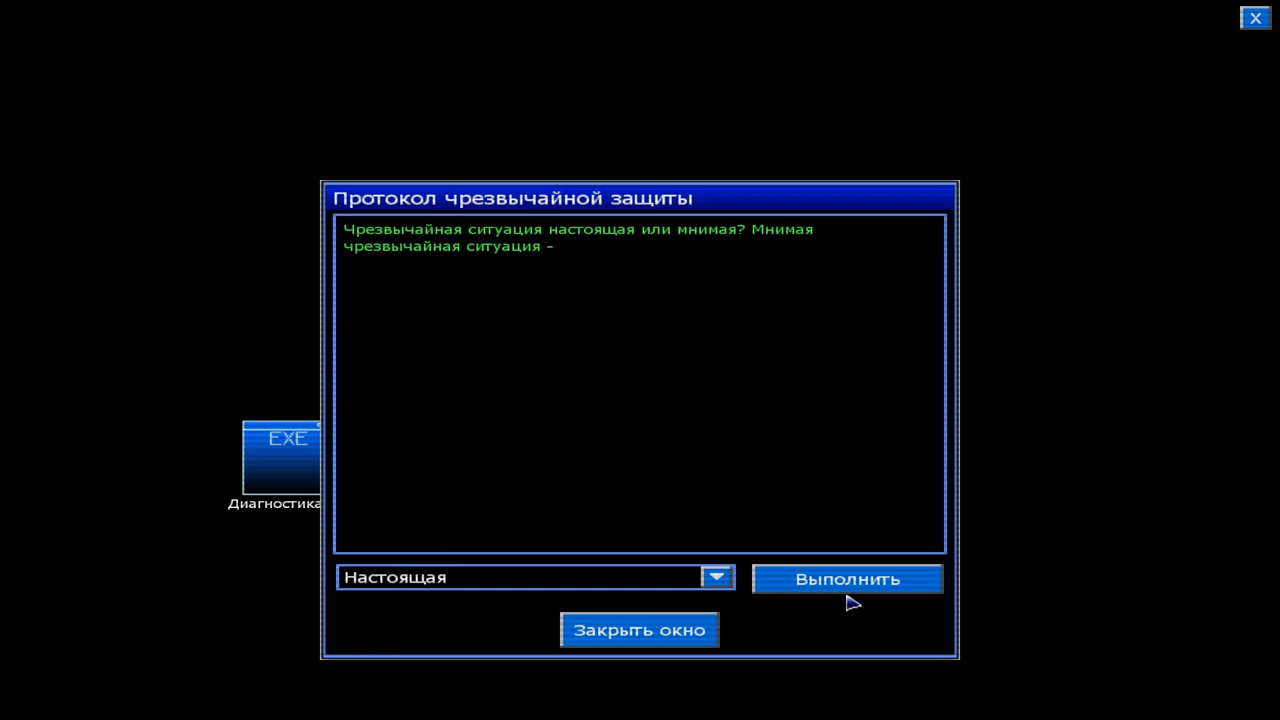 X
Протокол чрезвычайной защиты
Чрезвычайная ситуация настоящая или мнимая? Мнимая
чрезвычайная ситуация -
EXE
Диагностика
Настоящая
Выполнить
Закрыть окно